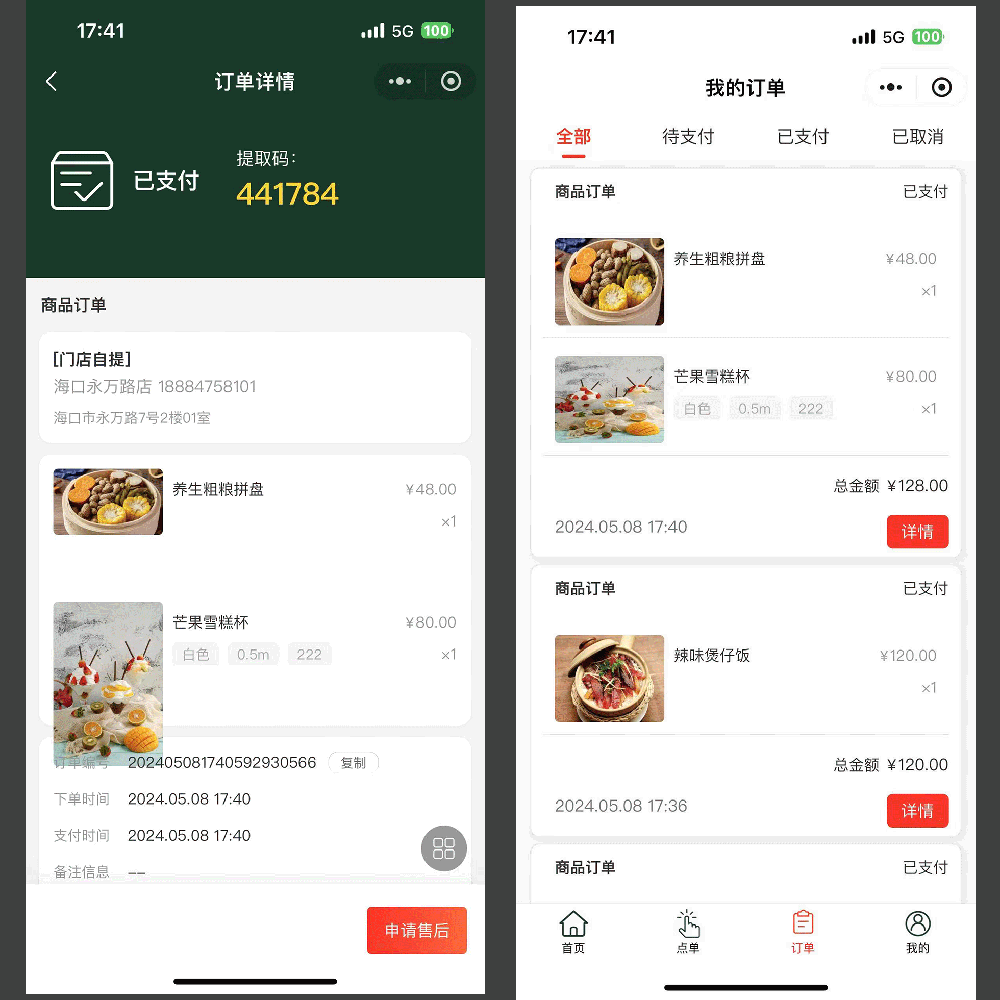 17:41
5G
100
订单详情
已支付
提取码：
441784
商品订单
[门店自提]
海口永万路店 18884758101
海口市永万路7号2楼01室
养生粗粮拼盘
¥48.00
×1
芒果雪糕杯
¥80.00
白色 0.5m 222
×1
订单编号 202405081740592930566 复制
下单时间 2024.05.08 17:40
支付时间 2024.05.08 17:40
备注信息 --
申请售后
17:41
5G
100
我的订单
全部 待支付 已支付 已取消
商品订单 已支付
养生粗粮拼盘 ¥48.00
×1
芒果雪糕杯 ¥80.00
白色 0.5m 222 ×1
总金额 ¥128.00
2024.05.08 17:40 详情
商品订单 已支付
辣味煲仔饭 ¥120.00
×1
总金额 ¥120.00
2024.05.08 17:36 详情
商品订单 已支付
首页 点单 订单 我的